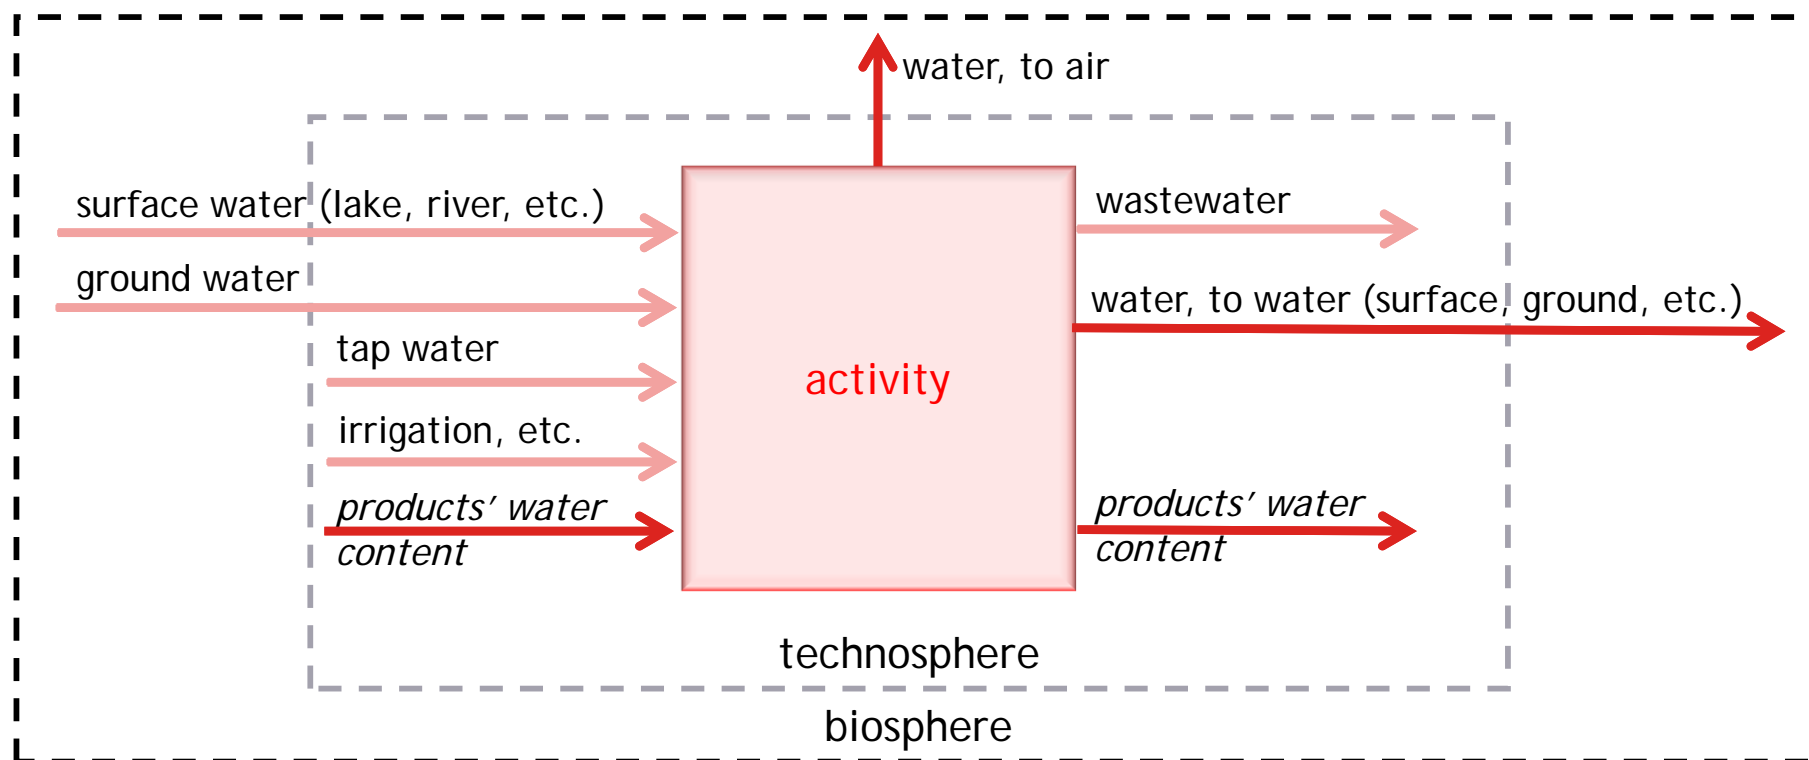 water, to air
surface water (lake, river, etc.)
ground water
tap water
irrigation, etc.
products' water
content
activity
wastewater
water, to water (surface, ground, etc.)
products' water
content
technosphere
biosphere